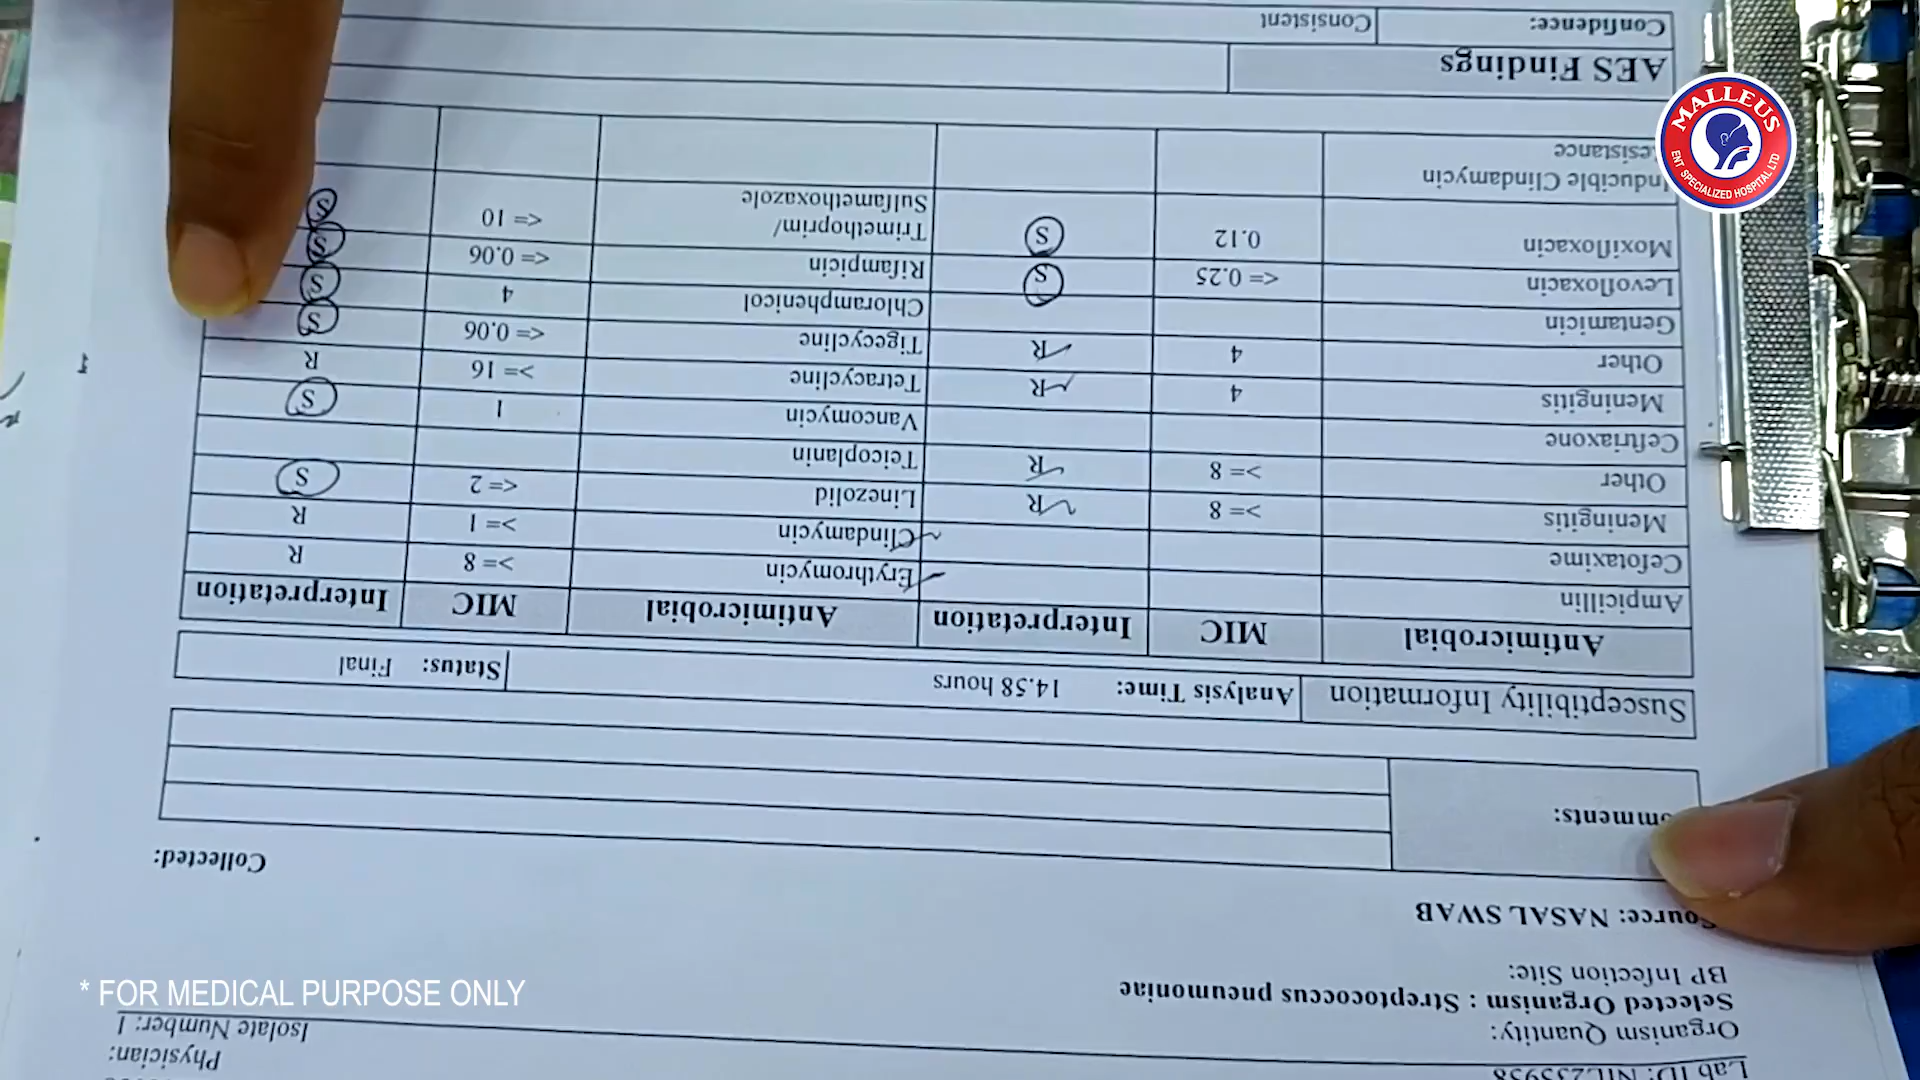 Lab ID: NIL235958
Physician:
Organism Quantity: Isolate Number: 1
Selected Organism : Streptococcus pneumoniae
BP Infection Site:
Source: NASAL SWAB
Collected:
Comments:
Susceptibility Information Analysis Time: 14.58 hours Status: Final
Antimicrobial MIC Interpretation Antimicrobial MIC Interpretation
Ampicillin Erythromycin >= 8 R
Cefotaxime Clindamycin >= 1 R
Meningitis >= 8 R Linezolid <= 2 S
Other >= 8 R Teicoplanin
Ceftriaxone Vancomycin 1 S
Meningitis 4 R Tetracycline >= 16 R
Other 4 R Tigecycline <= 0.06 S
Gentamicin Chloramphenicol 4 S
Levofloxacin <= 0.25 S Rifampicin <= 0.06 S
Moxifloxacin 0.12 S Trimethoprim/ <= 10 S
Sulfamethoxazole
Inducible Clindamycin
Resistance
AES Findings
Confidence: Consistent
MALLEUS
ENT SPECIALIZED HOSPITAL LTD
* FOR MEDICAL PURPOSE ONLY